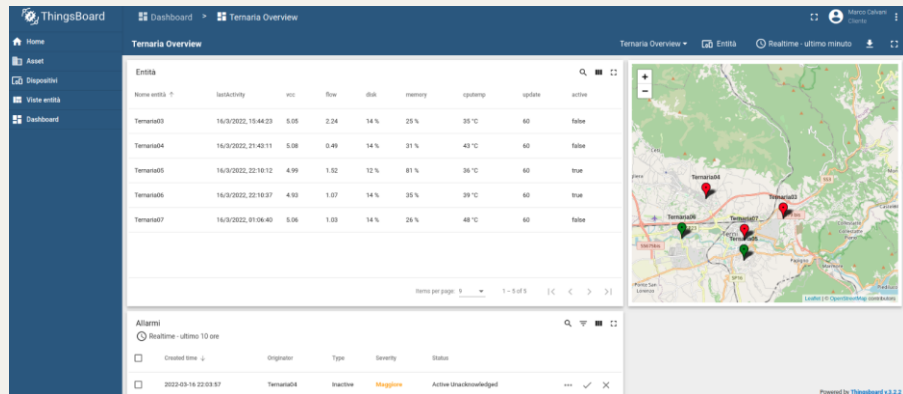 ThingsBoard
Dashboard > Ternaria Overview
Marco Calvani
Cliente
Home
Asset
Dispositivi
Viste entità
Dashboard
Ternaria Overview
Ternaria Overview
Entità
Realtime - ultimo minuto
Entità
Nome entità ↑ lastActivity vcc flow disk memory cputemp update active
Ternaria03 16/3/2022, 15:44:23 5.05 2.24 14 % 25 % 35 °C 60 false
Ternaria04 16/3/2022, 21:43:11 5.08 0.49 14 % 31 % 43 °C 60 false
Ternaria05 16/3/2022, 22:10:12 4.99 1.52 12 % 81 % 36 °C 60 true
Ternaria06 16/3/2022, 22:10:37 4.93 1.07 14 % 35 % 39 °C 60 true
Ternaria07 16/3/2022, 01:06:40 5.06 1.03 14 % 26 % 48 °C 60 false
Items per page 9 1 – 5 of 5
+
−
Ternaria04
Ternaria03
Ternaria06
Ternaria07
Terni
Ternaria05
Papigno
Leaflet | © OpenStreetMap contributors
Allarmi
Realtime - ultimo 10 ore
Created time ↓ Originator Type Severity Status
2022-03-16 22:03:57 Ternaria04 Inactive Maggiore Active Unacknowledged
Powered by Thingsboard v.3.2.2